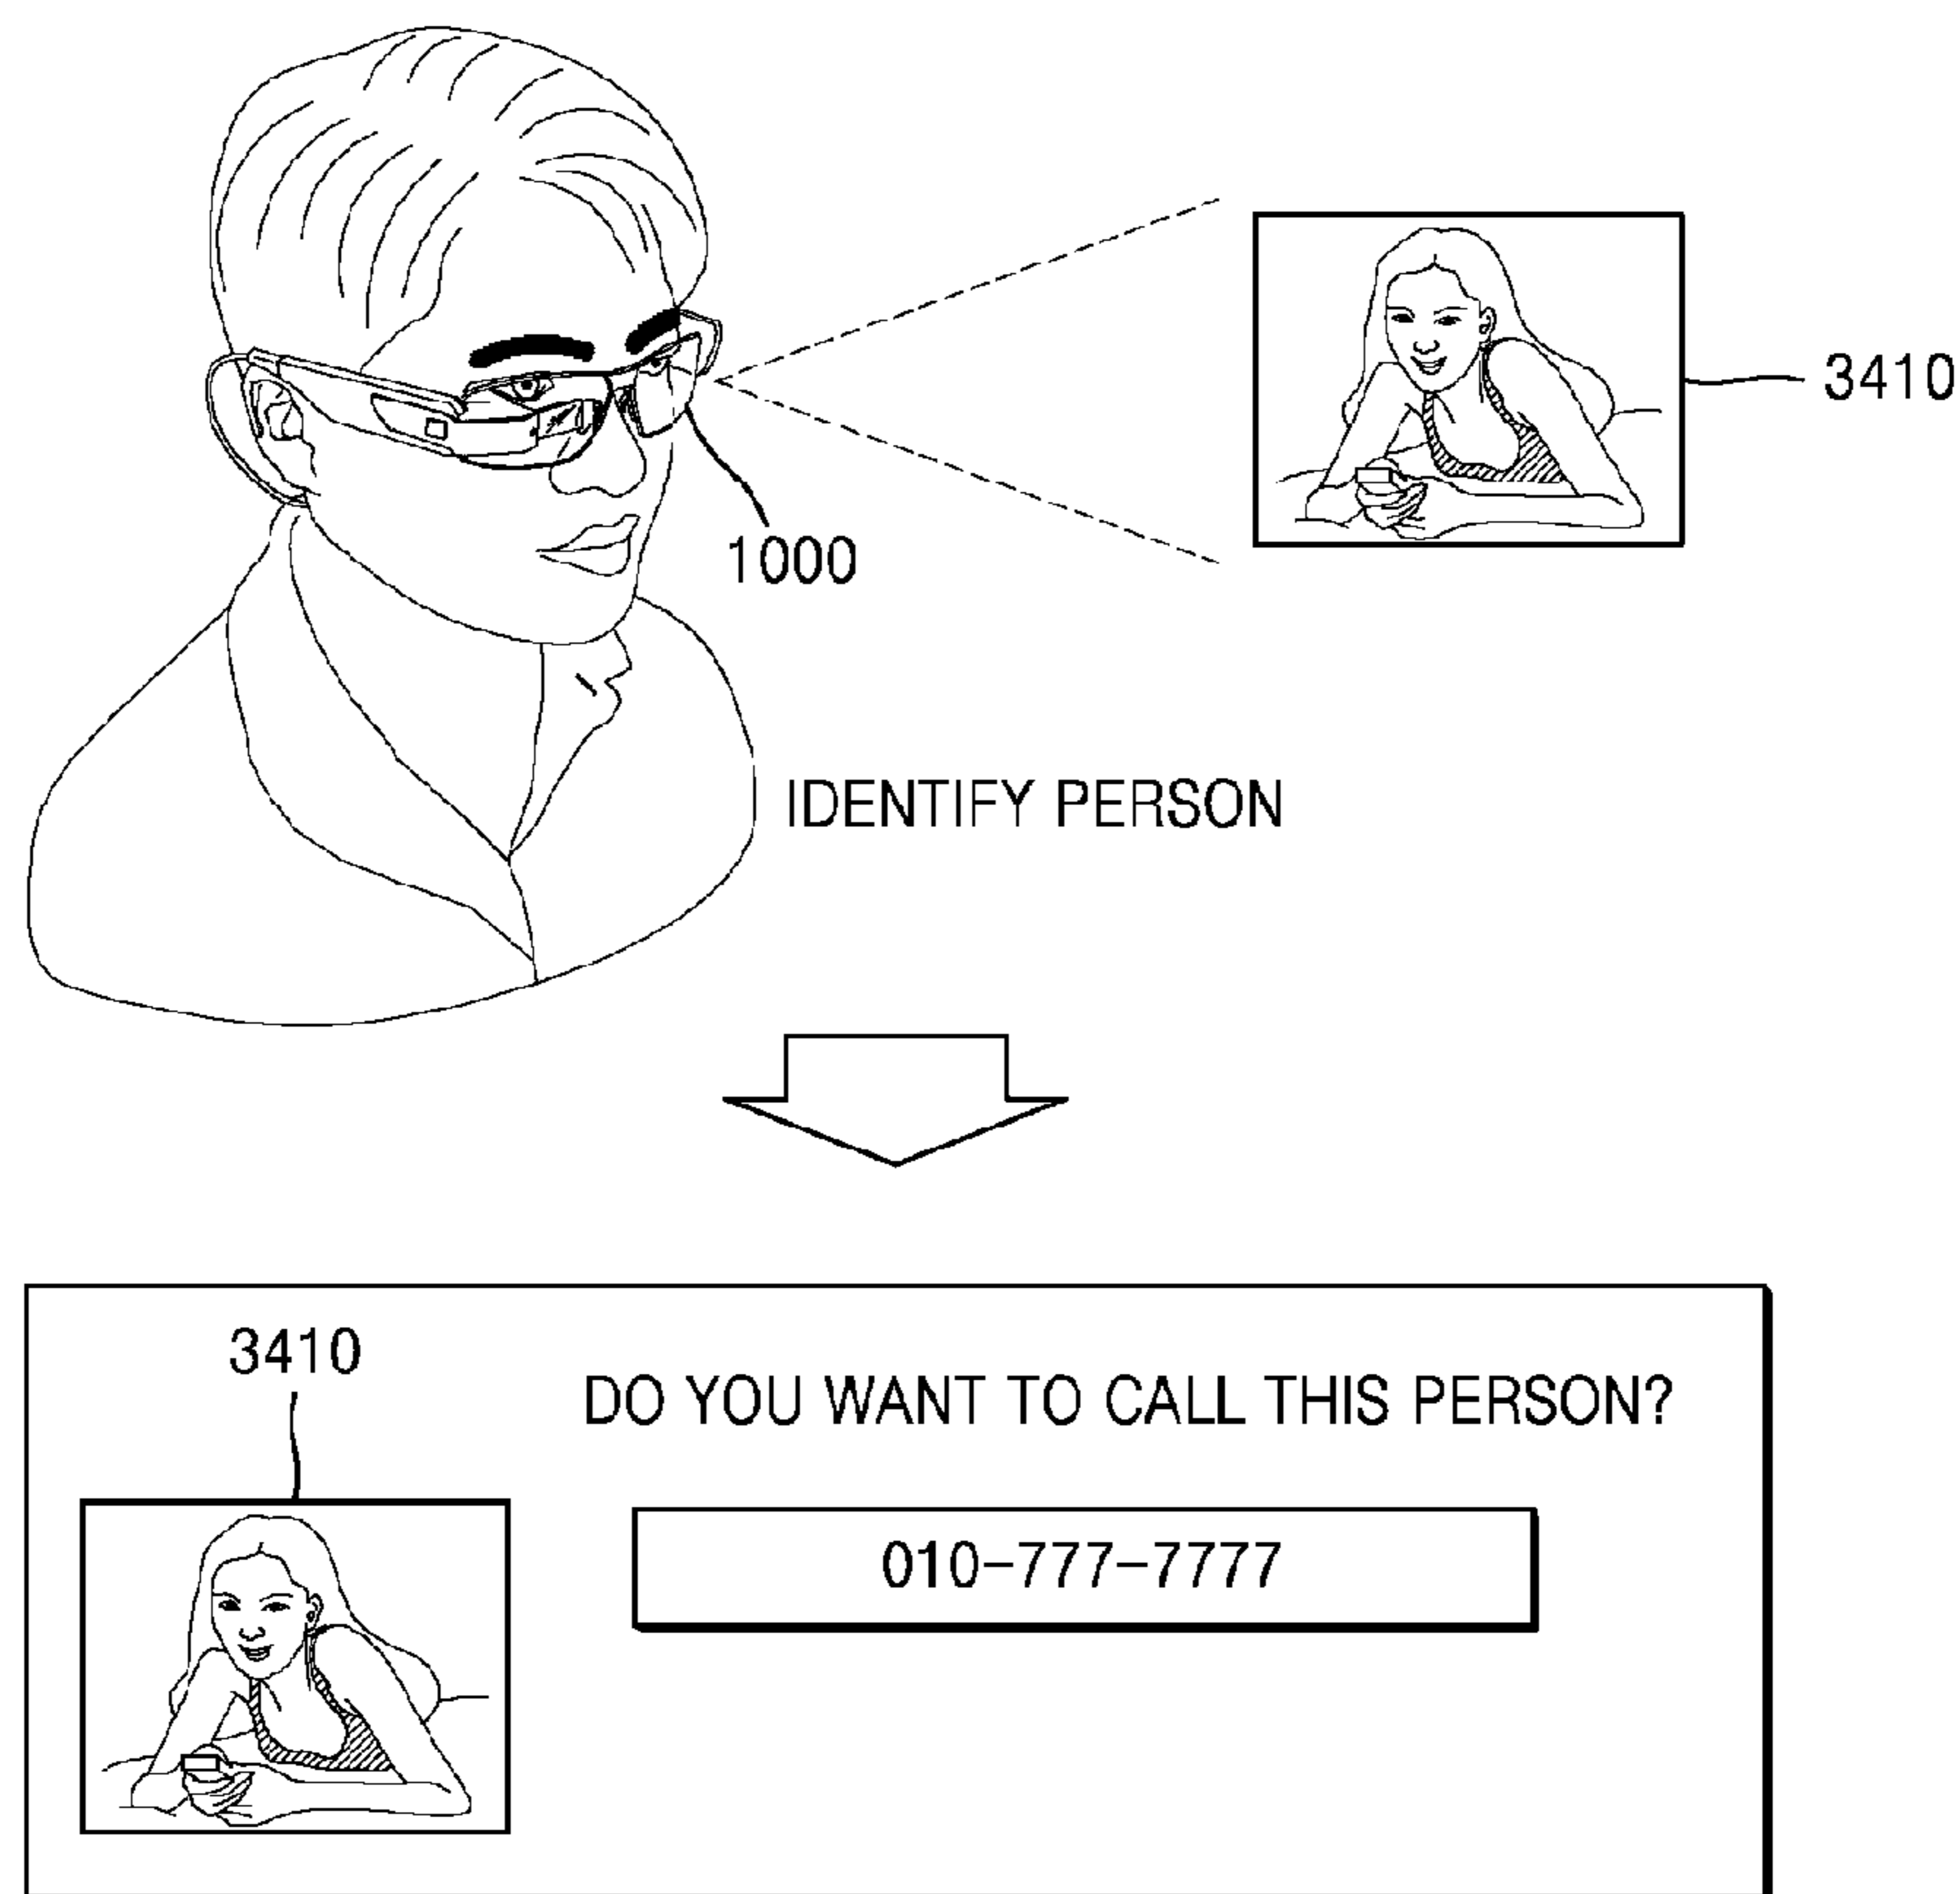 3410
1000
IDENTIFY PERSON
3410
DO YOU WANT TO CALL THIS PERSON?
010-777-7777